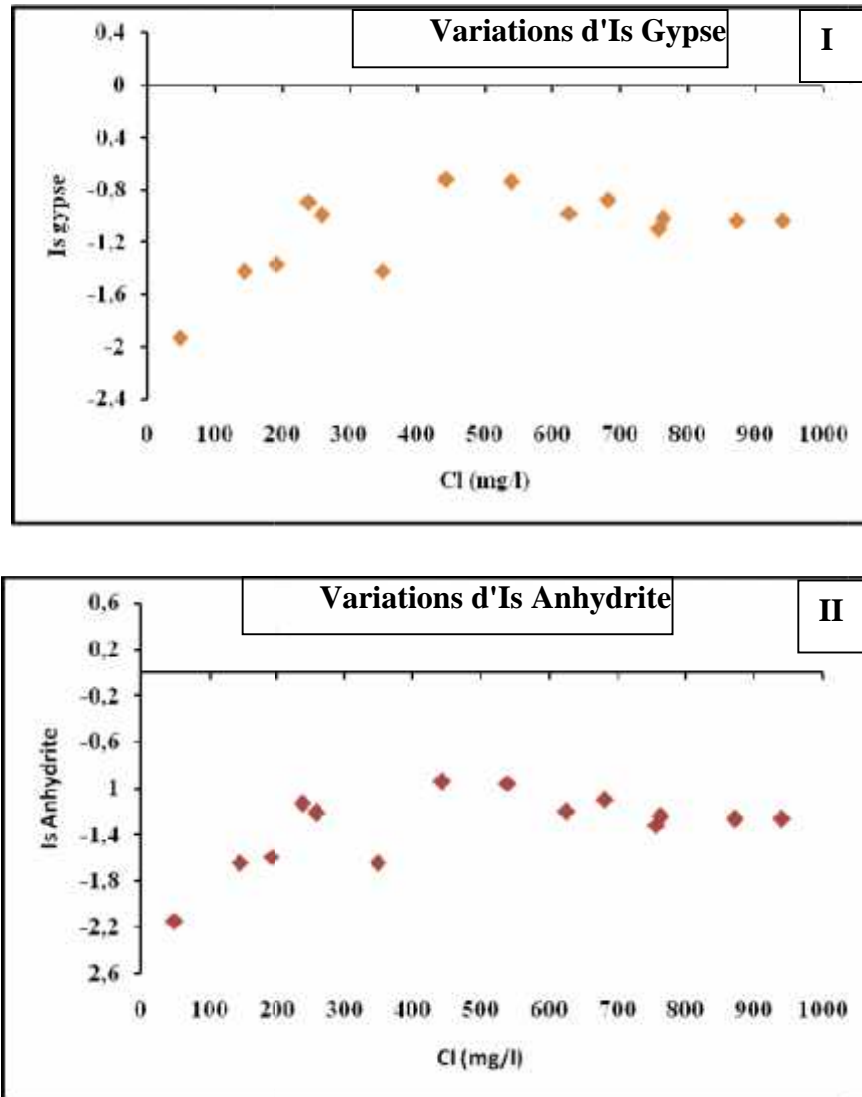 Variations d'Is Gypse
I
0.4
0
0.4
-0.8
-1.2
-1.6
-2
-2.4
Is gypse
0 100 200 300 400 500 600 700 800 900 1000
Cl (mg/l)
Variations d'Is Anhydrite
II
0,6
0,2
-0,2
-0,6
1
-1,4
-1,8
-2,2
2,6
Is Anhydrite
0 100 200 300 400 500 600 700 800 900 1000
Cl (mg/l)